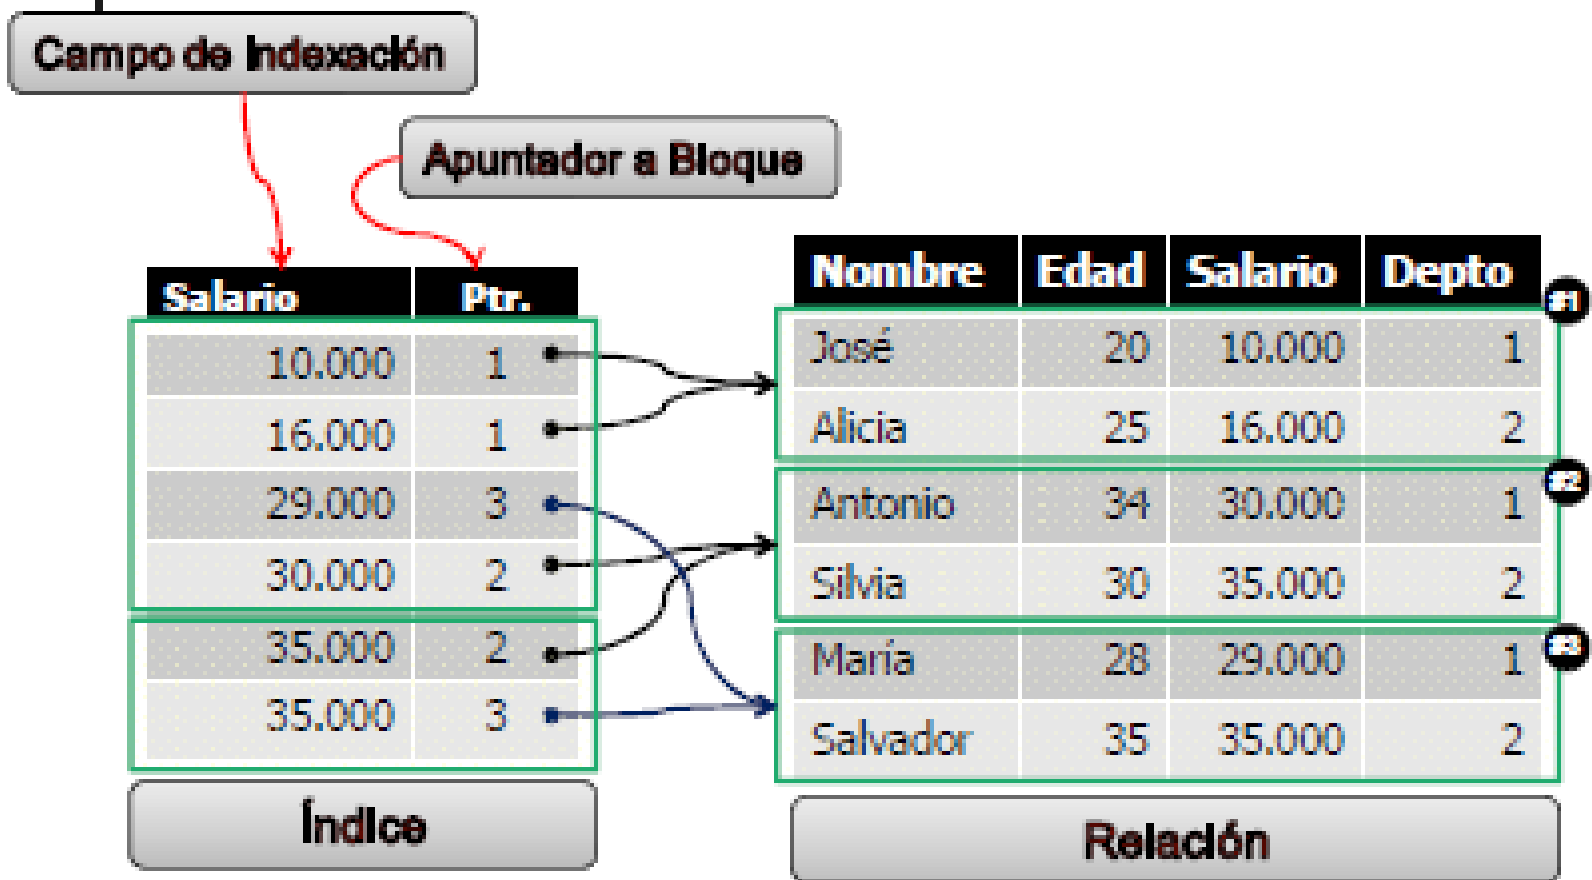 Campo de Indexación
Apuntador a Bloque
Salario Ptr.
10.000 1
16.000 1
29.000 3
30.000 2
35.000 2
35.000 3
Índice
Nombre Edad Salario Depto
#1
José 20 10.000 1
Alicia 25 16.000 2
#2
Antonio 34 30.000 1
Silvia 30 35.000 2
#3
María 28 29.000 1
Salvador 35 35.000 2
Relación